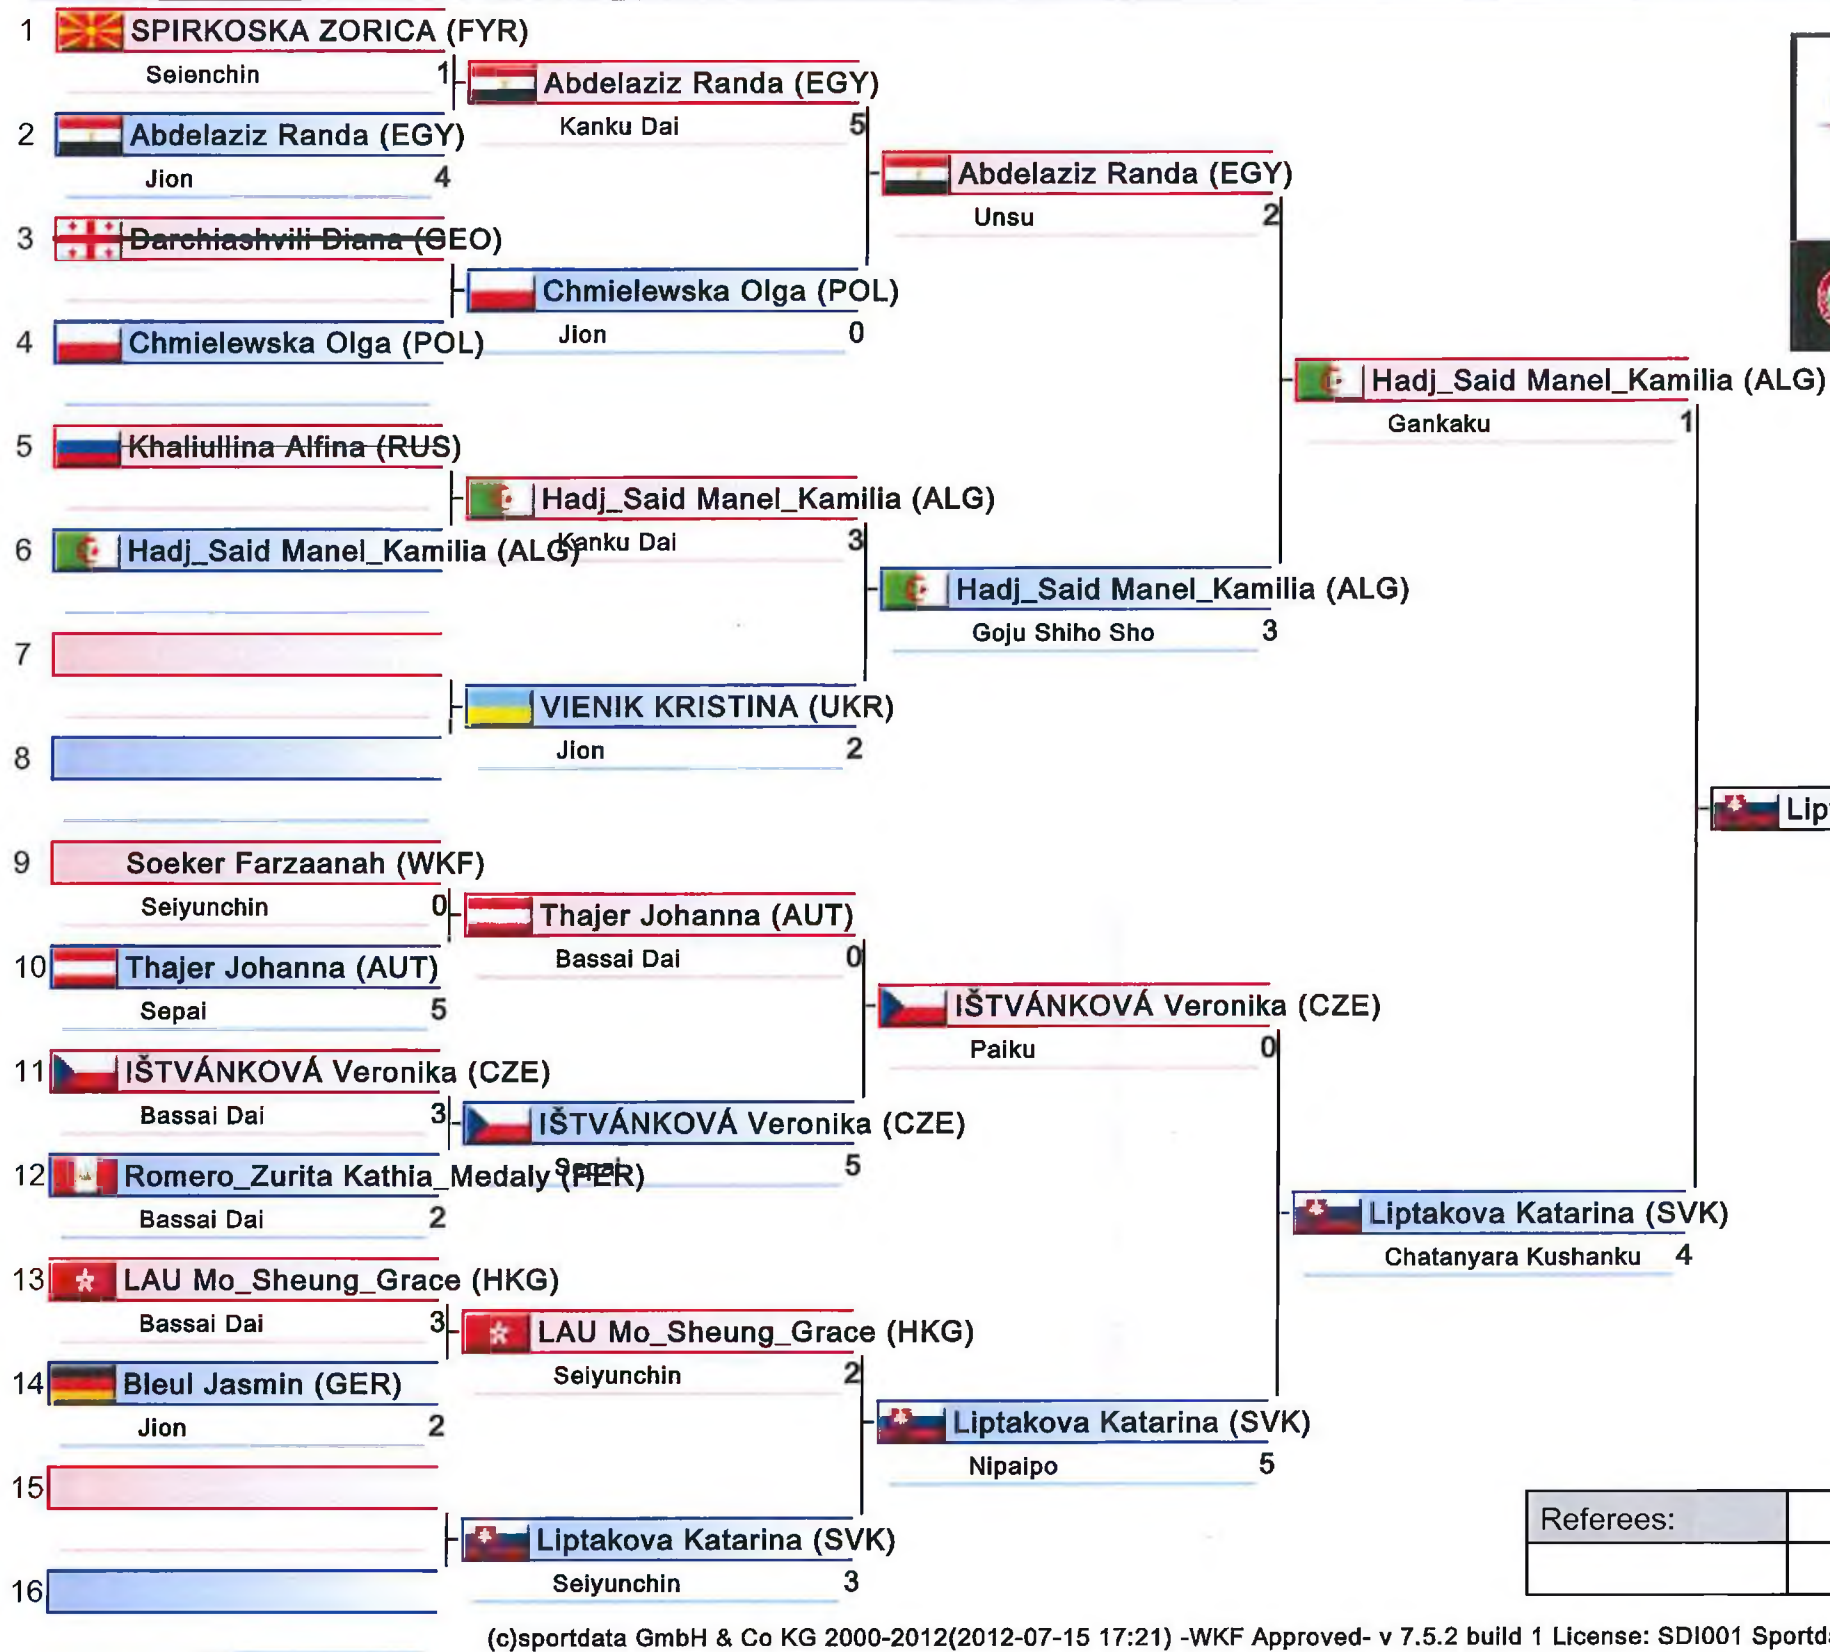 1 SPIRKOSKA ZORICA (FYR)
Seienchin 1
2 Abdelaziz Randa (EGY)
Jion 4
3 Darchiashvili Diana (GEO)
4 Chmielewska Olga (POL)
5 Khaliullina Alfina (RUS)
6 Hadj_Said Manel_Kamilia (ALG)
7
8
9 Soeker Farzaanah (WKF)
Seiyunchin 0
10 Thajer Johanna (AUT)
Sepai 5
11 IŠTVÁNKOVÁ Veronika (CZE)
Bassai Dai 3
12 Romero_Zurita Kathia_Medaly (PER)
Bassai Dai 2
13 LAU Mo_Sheung_Grace (HKG)
Bassai Dai 3
14 Bleul Jasmin (GER)
Jion 2
15
16
Abdelaziz Randa (EGY)
Kanku Dai 5
Chmielewska Olga (POL)
Jion 0
Hadj_Said Manel_Kamilia (ALG)
Kanku Dai 3
VIENIK KRISTINA (UKR)
Jion 2
Thajer Johanna (AUT)
Bassai Dai 0
IŠTVÁNKOVÁ Veronika (CZE)
Sepai 5
LAU Mo_Sheung_Grace (HKG)
Seiyunchin 2
Liptakova Katarina (SVK)
Seiyunchin 3
Abdelaziz Randa (EGY)
Unsu 2
Hadj_Said Manel_Kamilia (ALG)
Goju Shiho Sho 3
IŠTVÁNKOVÁ Veronika (CZE)
Paiku 0
Liptakova Katarina (SVK)
Nipaipo 5
Hadj_Said Manel_Kamilia (ALG)
Gankaku 1
Liptakova Katarina (SVK)
Chatanyara Kushanku 4
Lip
Referees:
(c)sportdata GmbH & Co KG 2000-2012(2012-07-15 17:21) -WKF Approved- v 7.5.2 build 1 License: SDI001 Sportd